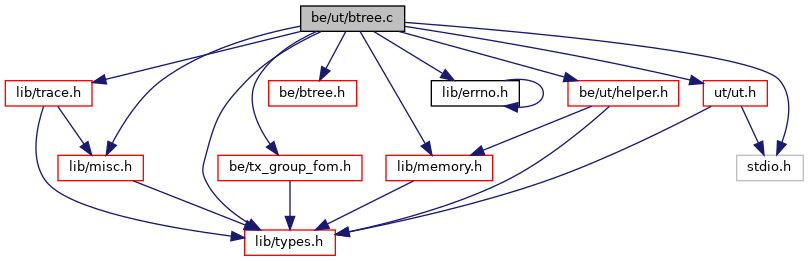 be/ut/btree.c
lib/trace.h
be/btree.h
lib/errno.h
be/ut/helper.h
ut/ut.h
lib/misc.h
be/tx_group_fom.h
lib/memory.h
stdio.h
lib/types.h